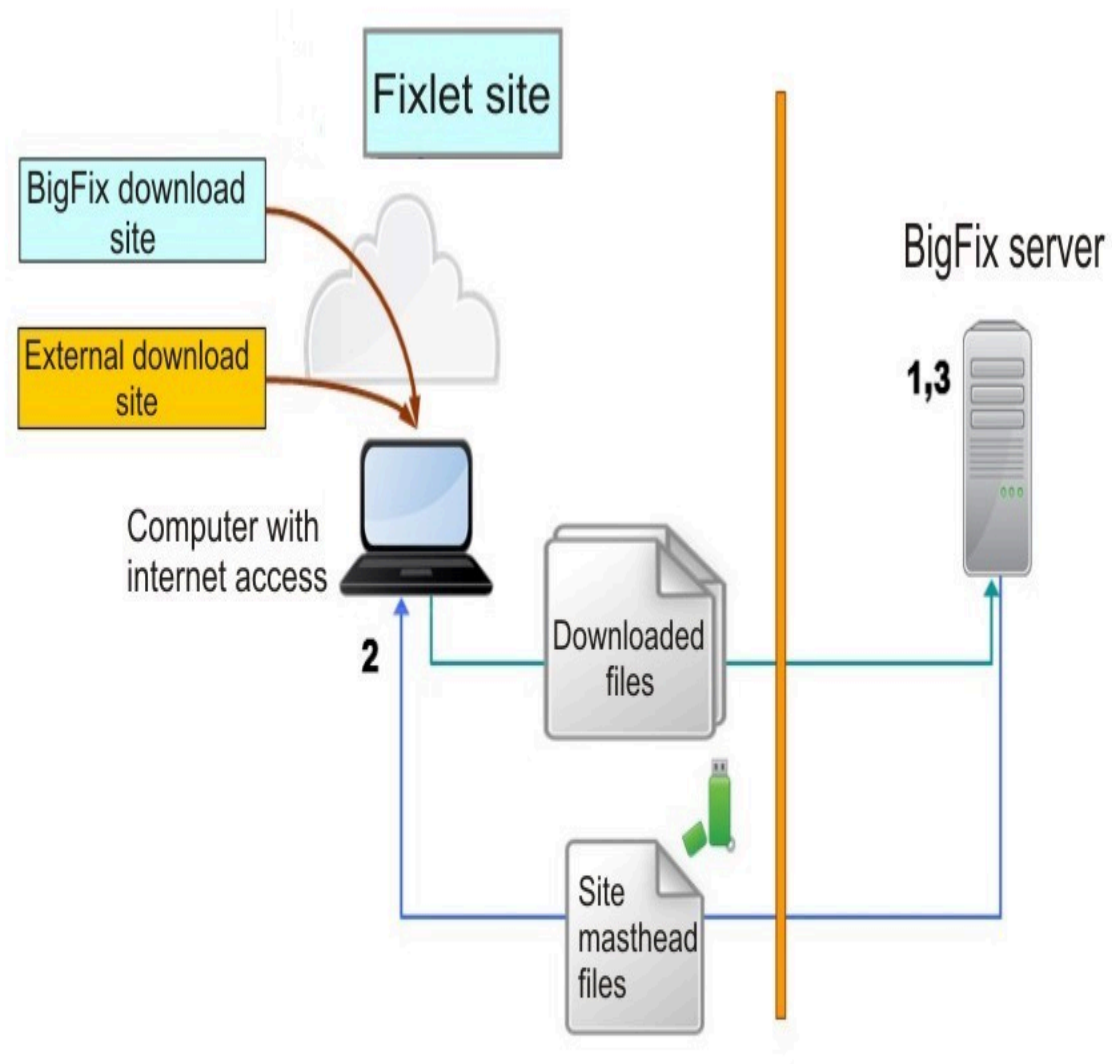 Fixlet site
BigFix download
site
External download
site
BigFix server
1,3
Computer with
internet access
2
Downloaded
files
Site
masthead
files